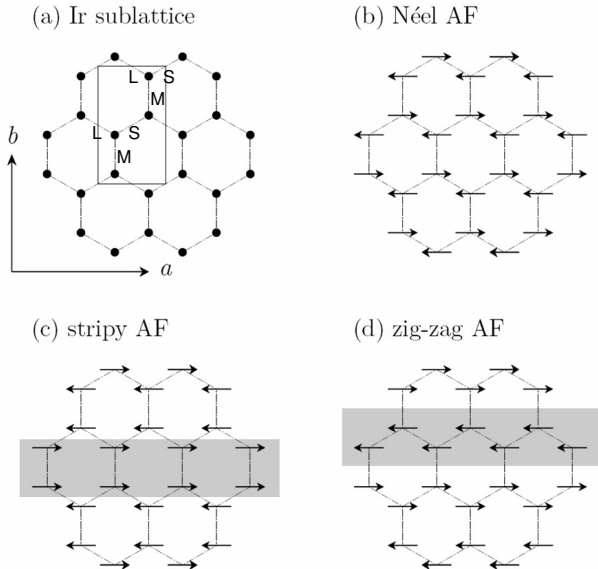 (a) Ir sublattice
(b) Néel AF
L S
M
L S
M
b
a
(c) stripy AF
(d) zig-zag AF